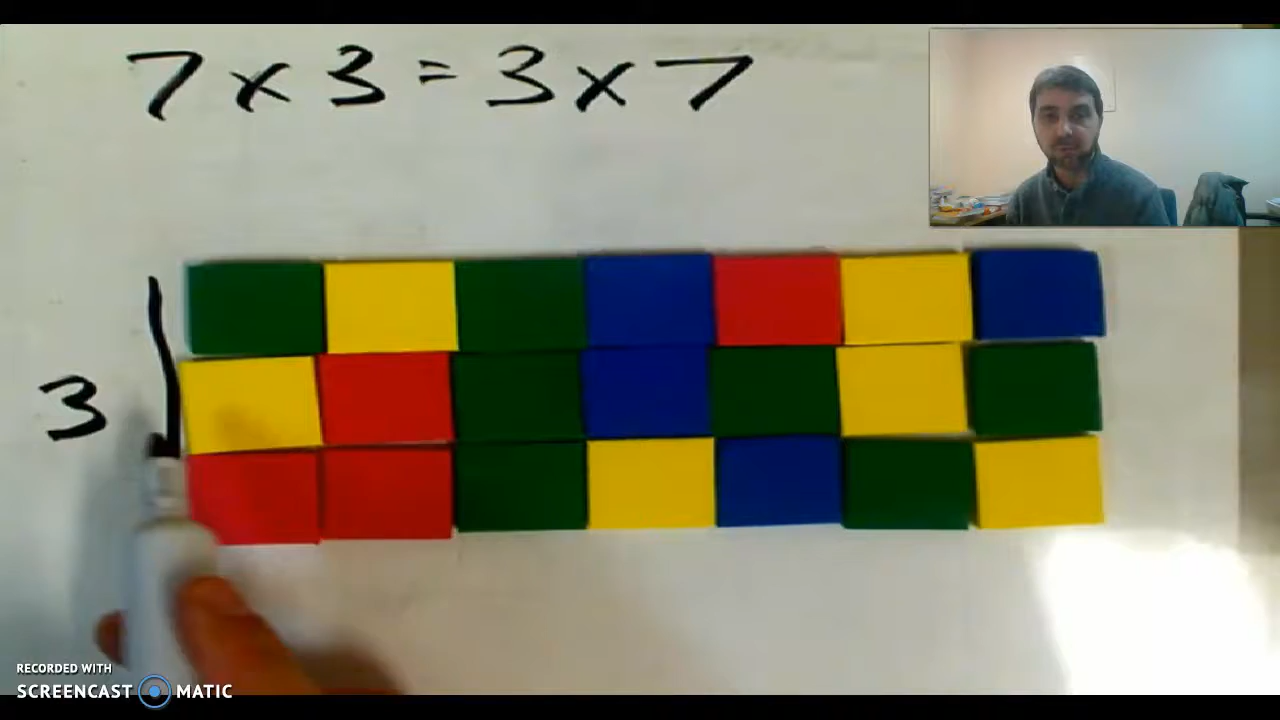 7 x 3 = 3 x 7
3
RECORDED WITH
SCREENCAST MATIC